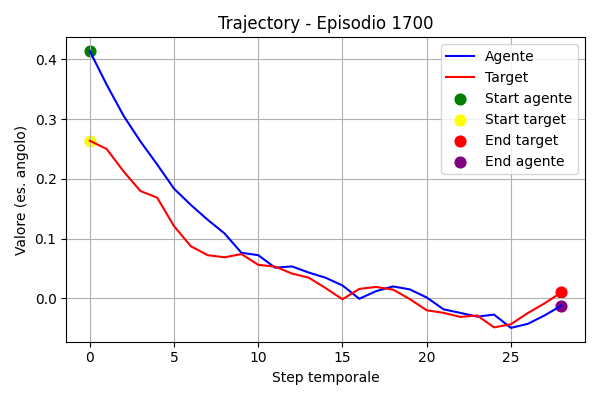 Trajectory - Episodio 1700
Valore (es. angolo)
0.4
0.3
0.2
0.1
0.0
Agente
Target
Start agente
Start target
End target
End agente
0 5 10 15 20 25
Step temporale